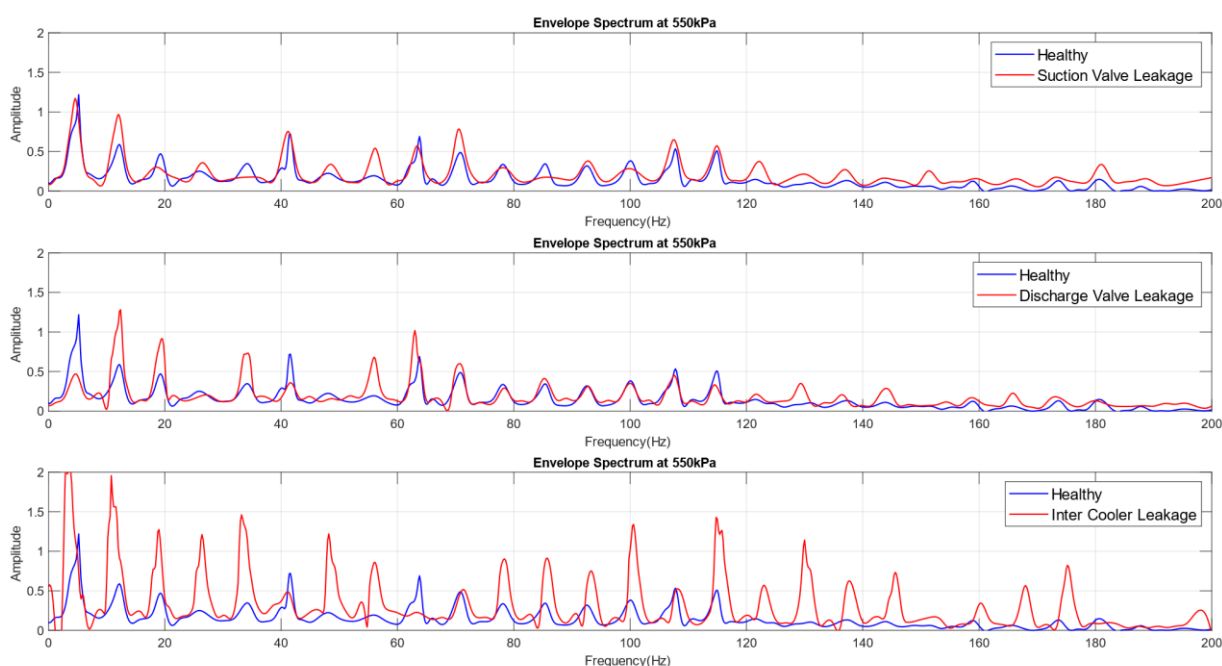 Envelope Spectrum at 550kPa
2
1.5
1
0.5
0
Amplitude
Healthy
Suction Valve Leakage
0 20 40 60 80 100 120 140 160 180 200
Frequency(Hz)
Envelope Spectrum at 550kPa
2
1.5
1
0.5
0
Amplitude
Healthy
Discharge Valve Leakage
0 20 40 60 80 100 120 140 160 180 200
Frequency(Hz)
Envelope Spectrum at 550kPa
2
1.5
1
0.5
0
Amplitude
Healthy
Inter Cooler Leakage
0 20 40 60 80 100 120 140 160 180 200
Frequency(Hz)